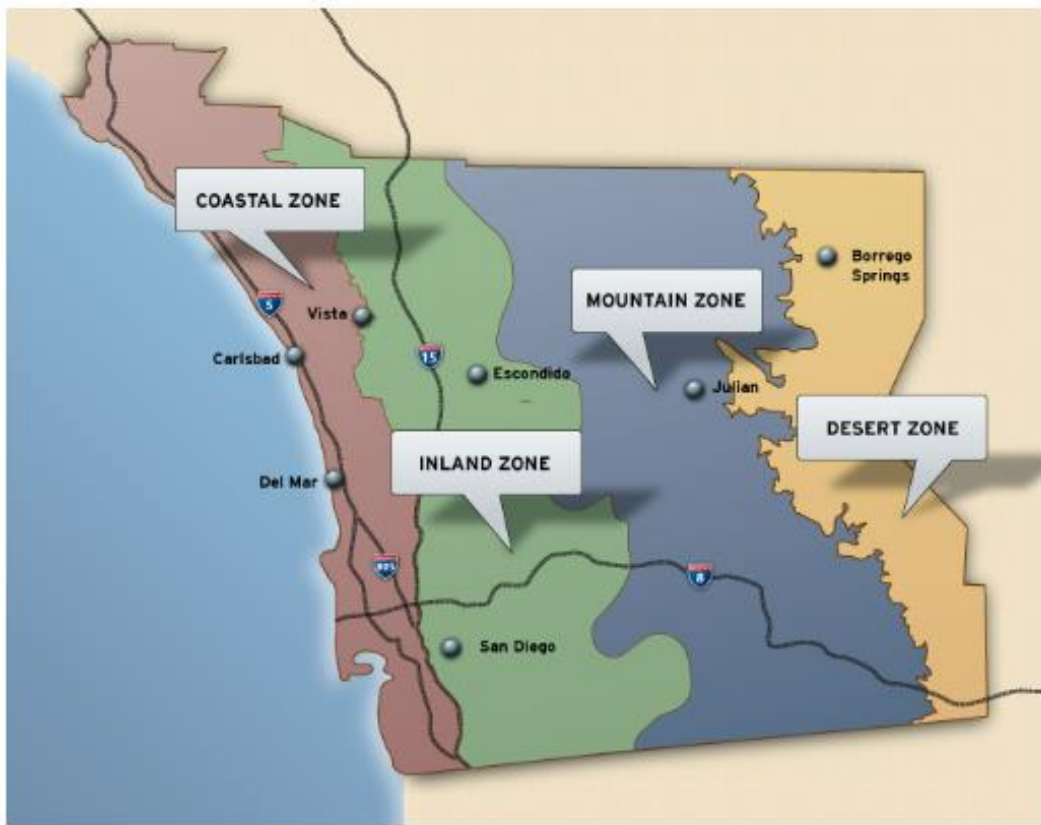 COASTAL ZONE
Borrego
Springs
MOUNTAIN ZONE
5
Vista
15
Carlsbad
Escondido
Julian
DESERT ZONE
INLAND ZONE
Del Mar
805
8
San Diego